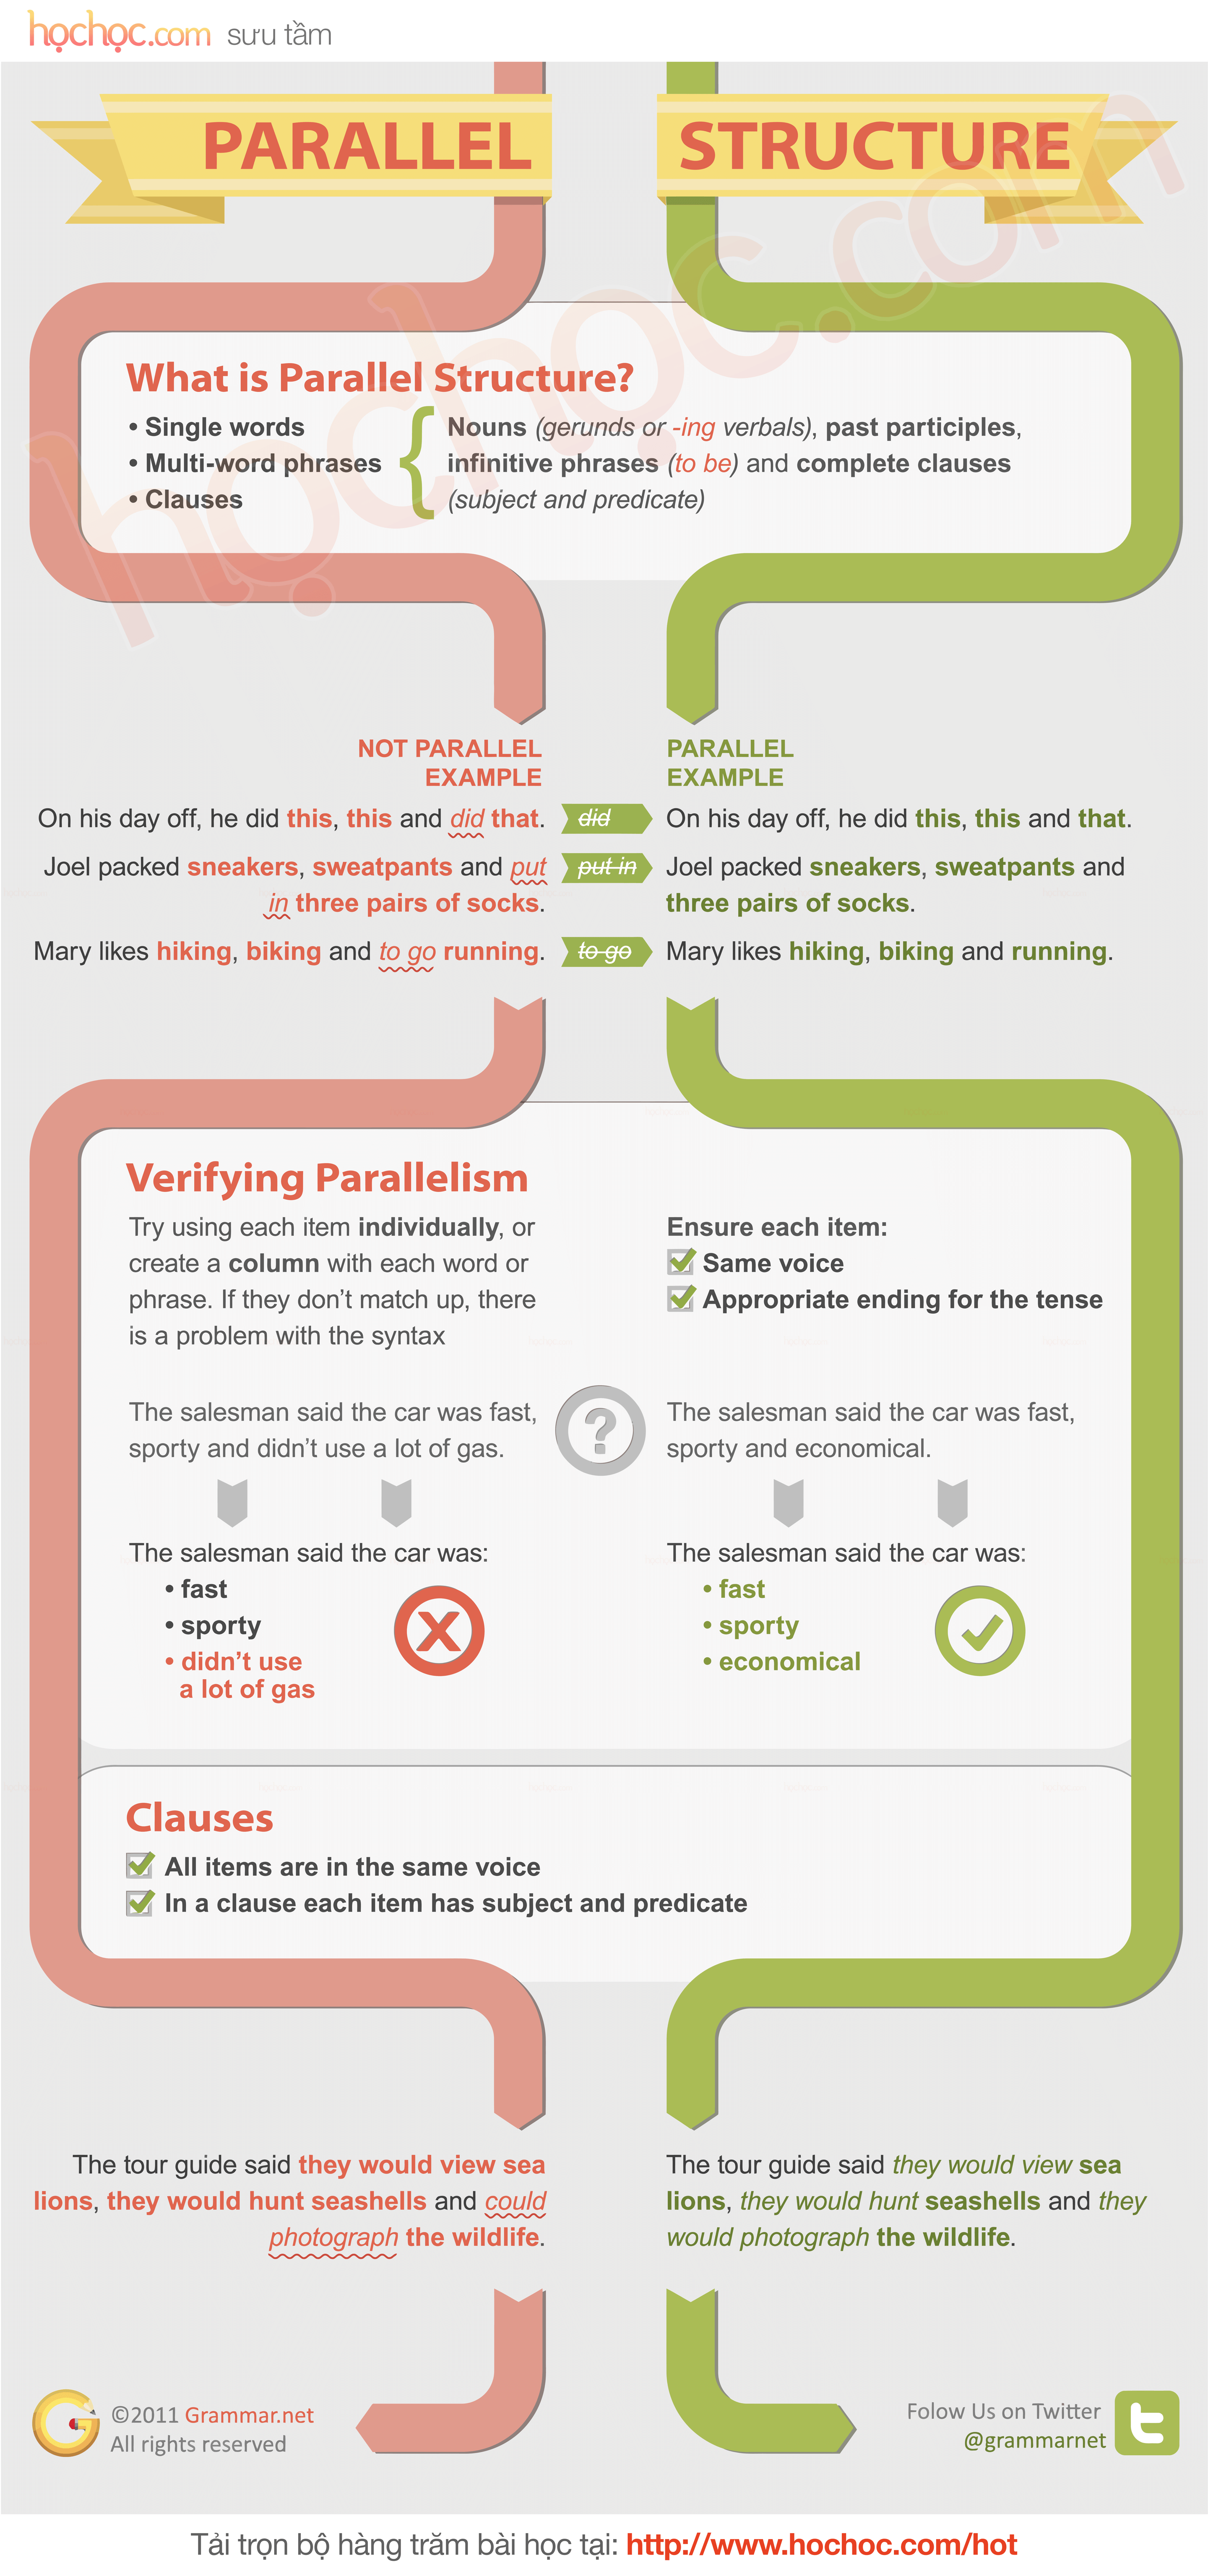 họchọc.com sưu tầm
PARALLEL STRUCTURE
họchọc.com
What is Parallel Structure?
• Single words
• Multi-word phrases
• Clauses
{
Nouns (gerunds or -ing verbals), past participles,
infinitive phrases (to be) and complete clauses
(subject and predicate)
NOT PARALLEL
EXAMPLE
PARALLEL
EXAMPLE
On his day off, he did this, this and did that.
did
On his day off, he did this, this and that.
Joel packed sneakers, sweatpants and put
in three pairs of socks.
put in
Joel packed sneakers, sweatpants and
three pairs of socks.
Mary likes hiking, biking and to go running.
to go
Mary likes hiking, biking and running.
Verifying Parallelism
Try using each item individually, or
create a column with each word or
phrase. If they don't match up, there
is a problem with the syntax
Ensure each item:
Same voice
Appropriate ending for the tense
The salesman said the car was fast,
sporty and didn't use a lot of gas.
?
The salesman said the car was fast,
sporty and economical.
The salesman said the car was:
• fast
• sporty
• didn't use
a lot of gas
The salesman said the car was:
• fast
• sporty
• economical
Clauses
All items are in the same voice
In a clause each item has subject and predicate
The tour guide said they would view sea
lions, they would hunt seashells and could
photograph the wildlife.
The tour guide said they would view sea
lions, they would hunt seashells and they
would photograph the wildlife.
©2011 Grammar.net
All rights reserved
Folow Us on Twitter
@grammarnet
Tải trọn bộ hàng trăm bài học tại: http://www.hochoc.com/hot